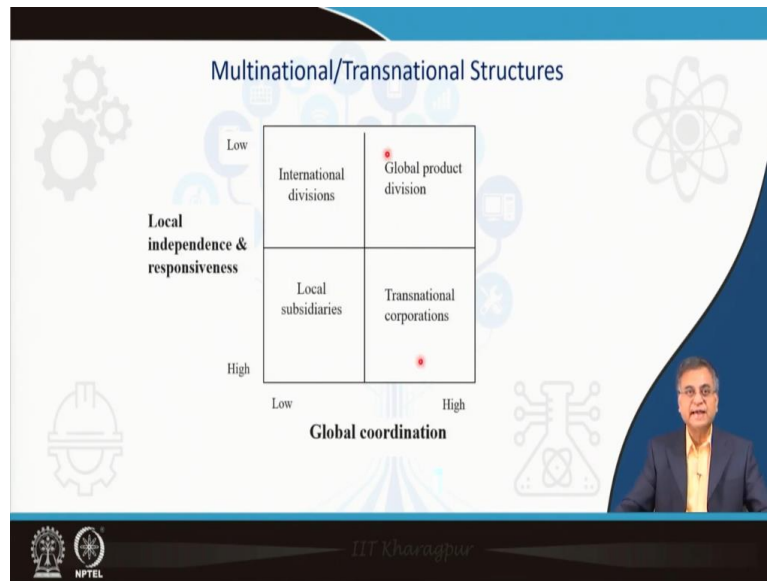 Multinational/Transnational Structures
Low
International
divisions
Global product
division
Local
independence &
responsiveness
Local
subsidiaries
Transnational
corporations
High
Low
High
Global coordination
NPTEL
IIT Kharagpur